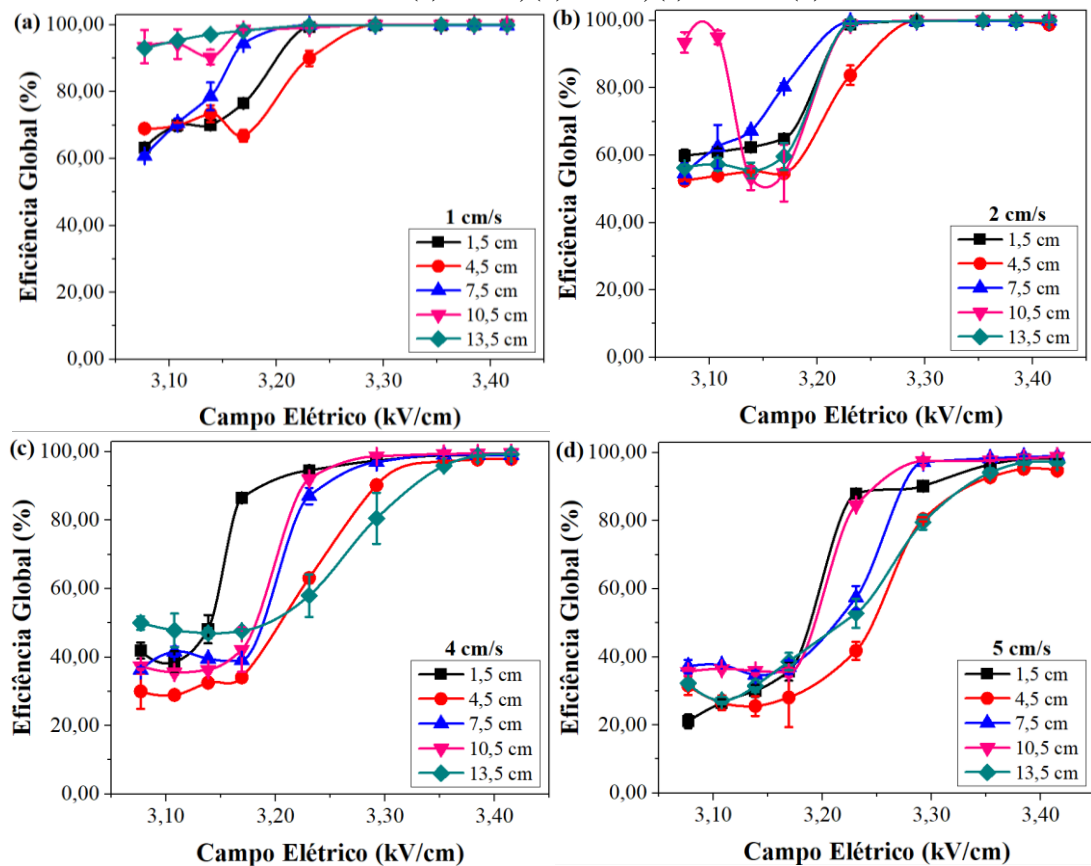 (a)
100,00
80,00
60,00
40,00
20,00
0,00
Eficiência Global (%)
1 cm/s
1,5 cm
4,5 cm
7,5 cm
10,5 cm
13,5 cm
3,10
3,20
3,30
3,40
Campo Elétrico (kV/cm)
(b)
100,00
80,00
60,00
40,00
20,00
0,00
Eficiência Global (%)
2 cm/s
1,5 cm
4,5 cm
7,5 cm
10,5 cm
13,5 cm
3,10
3,20
3,30
3,40
Campo Elétrico (kV/cm)
(c)
100,00
80,00
60,00
40,00
20,00
0,00
Eficiência Global (%)
4 cm/s
1,5 cm
4,5 cm
7,5 cm
10,5 cm
13,5 cm
3,10
3,20
3,30
3,40
Campo Elétrico (kV/cm)
(d)
100,00
80,00
60,00
40,00
20,00
0,00
Eficiência Global (%)
5 cm/s
1,5 cm
4,5 cm
7,5 cm
10,5 cm
13,5 cm
3,10
3,20
3,30
3,40
Campo Elétrico (kV/cm)